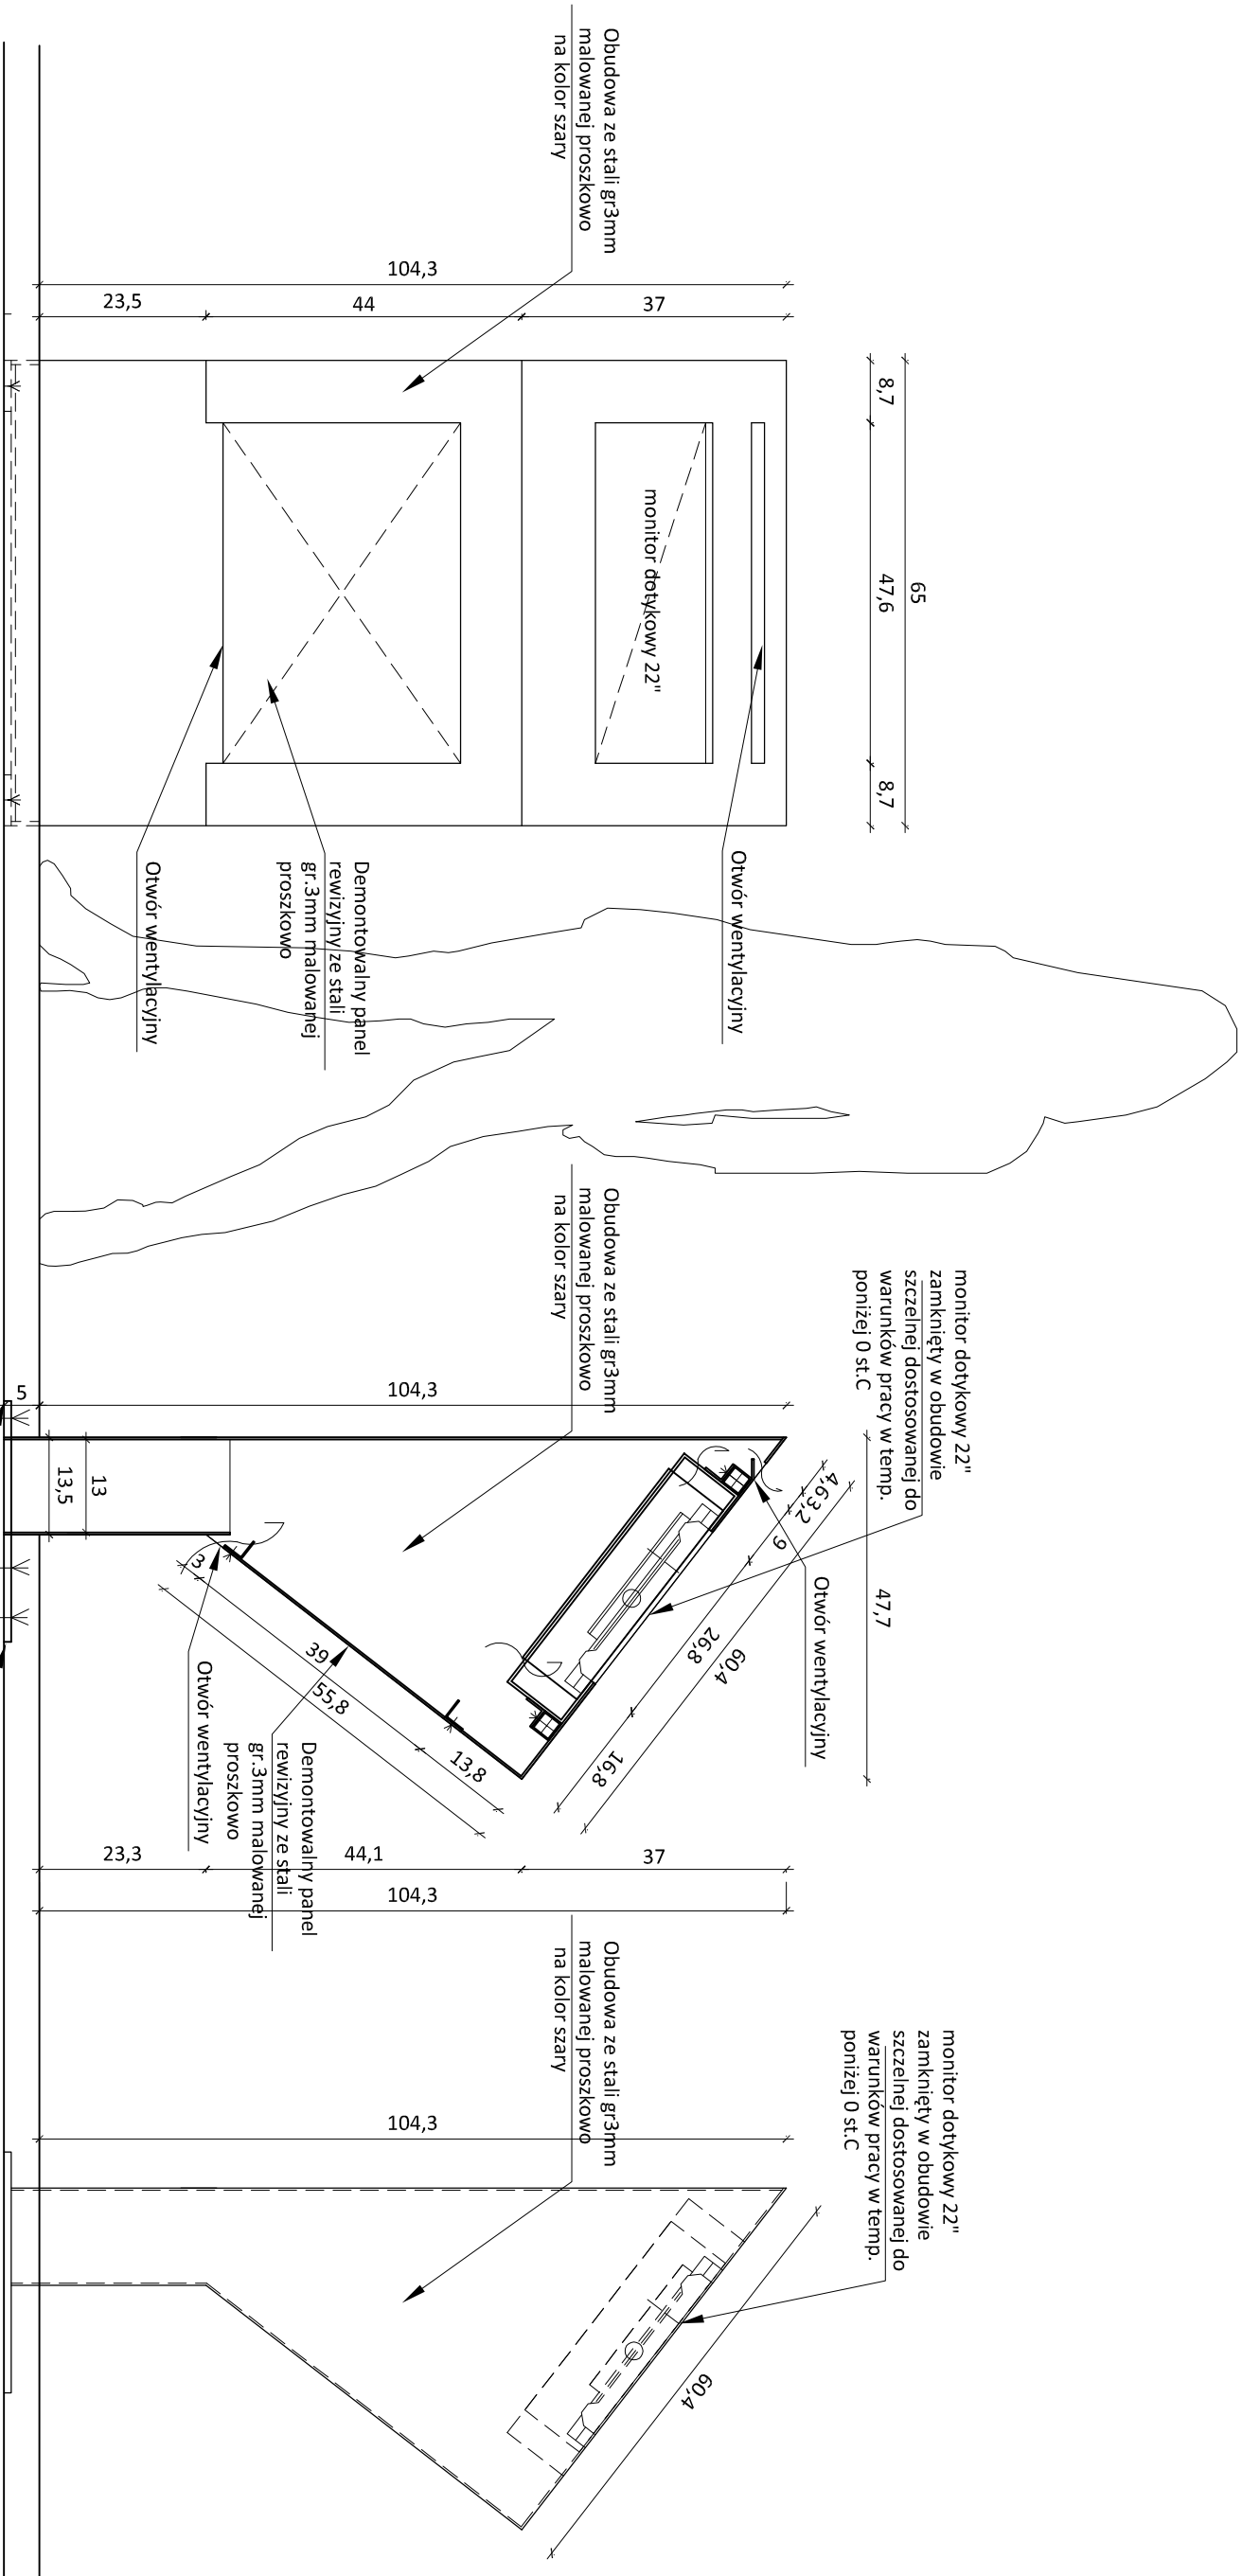 Obudowa ze stali gr3mm
malowanej proszkowo
na kolor szary
104,3
23,5
44
37
65
8,7
47,6
8,7
monitor dotykowy 22"
Otwór wentylacyjny
Demontowalny panel
rewizyjny ze stali
gr.3mm malowanej
proszkowo
Otwór wentylacyjny
monitor dotykowy 22"
zamknięty w obudowie
szczelnej dostosowanej do
warunków pracy w temp.
poniżej 0 st.C
Obudowa ze stali gr3mm
malowanej proszkowo
na kolor szary
104,3
5
13
13,5
47,7
4,6
3,2
9
26,8
60,4
16,8
3
39
55,8
13,8
Otwór wentylacyjny
Otwór wentylacyjny
Demontowalny panel
rewizyjny ze stali
gr.3mm malowanej
proszkowo
23,3
44,1
37
104,3
monitor dotykowy 22"
zamknięty w obudowie
szczelnej dostosowanej do
warunków pracy w temp.
poniżej 0 st.C
Obudowa ze stali gr3mm
malowanej proszkowo
na kolor szary
104,3
60,4